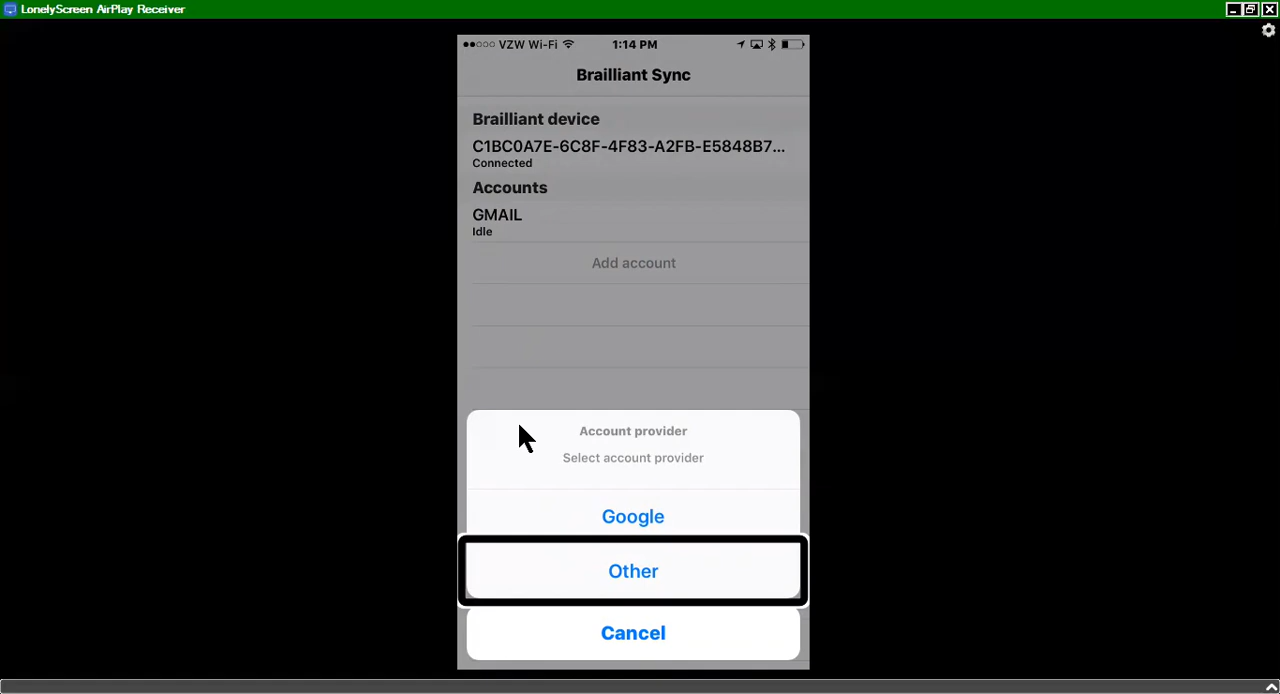 LonelyScreen AirPlay Receiver
VZW Wi-Fi 1:14 PM
Brailliant Sync
Brailliant device
C1BC0A7E-6C8F-4F83-A2FB-E5848B7...
Connected
Accounts
GMAIL
Idle
Add account
Account provider
Select account provider
Google
Other
Cancel